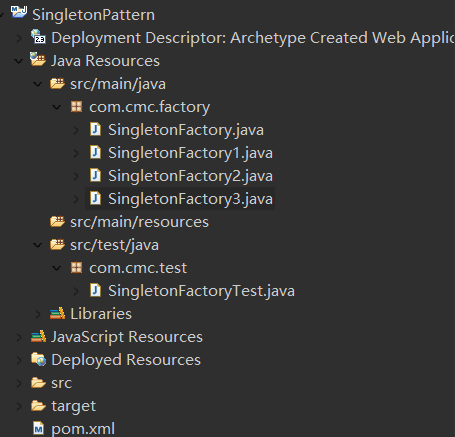 SingletonPattern
Deployment Descriptor: Archetype Created Web Applic
Java Resources
src/main/java
com.cmc.factory
SingletonFactory.java
SingletonFactory1.java
SingletonFactory2.java
SingletonFactory3.java
src/main/resources
src/test/java
com.cmc.test
SingletonFactoryTest.java
Libraries
JavaScript Resources
Deployed Resources
src
target
pom.xml